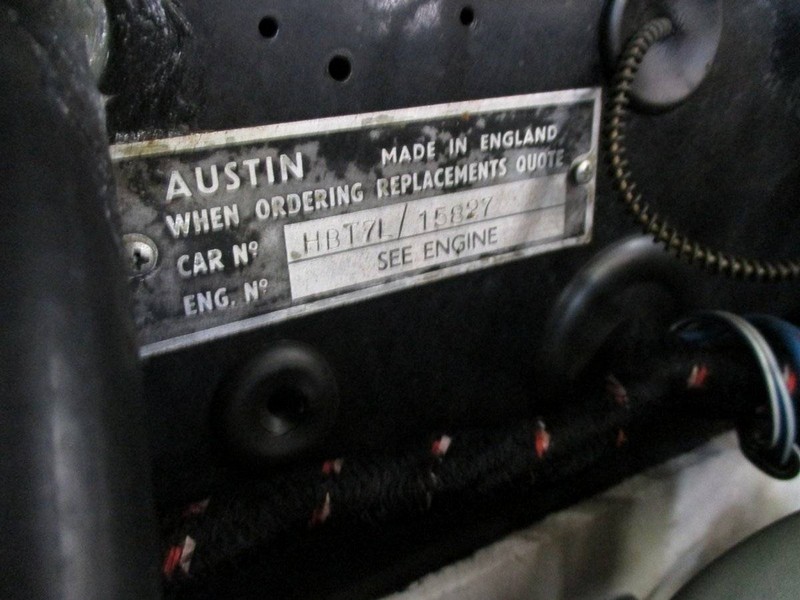 AUSTIN MADE IN ENGLAND
WHEN ORDERING REPLACEMENTS QUOTE
CAR Nº HBT7L/15827
ENG. Nº SEE ENGINE